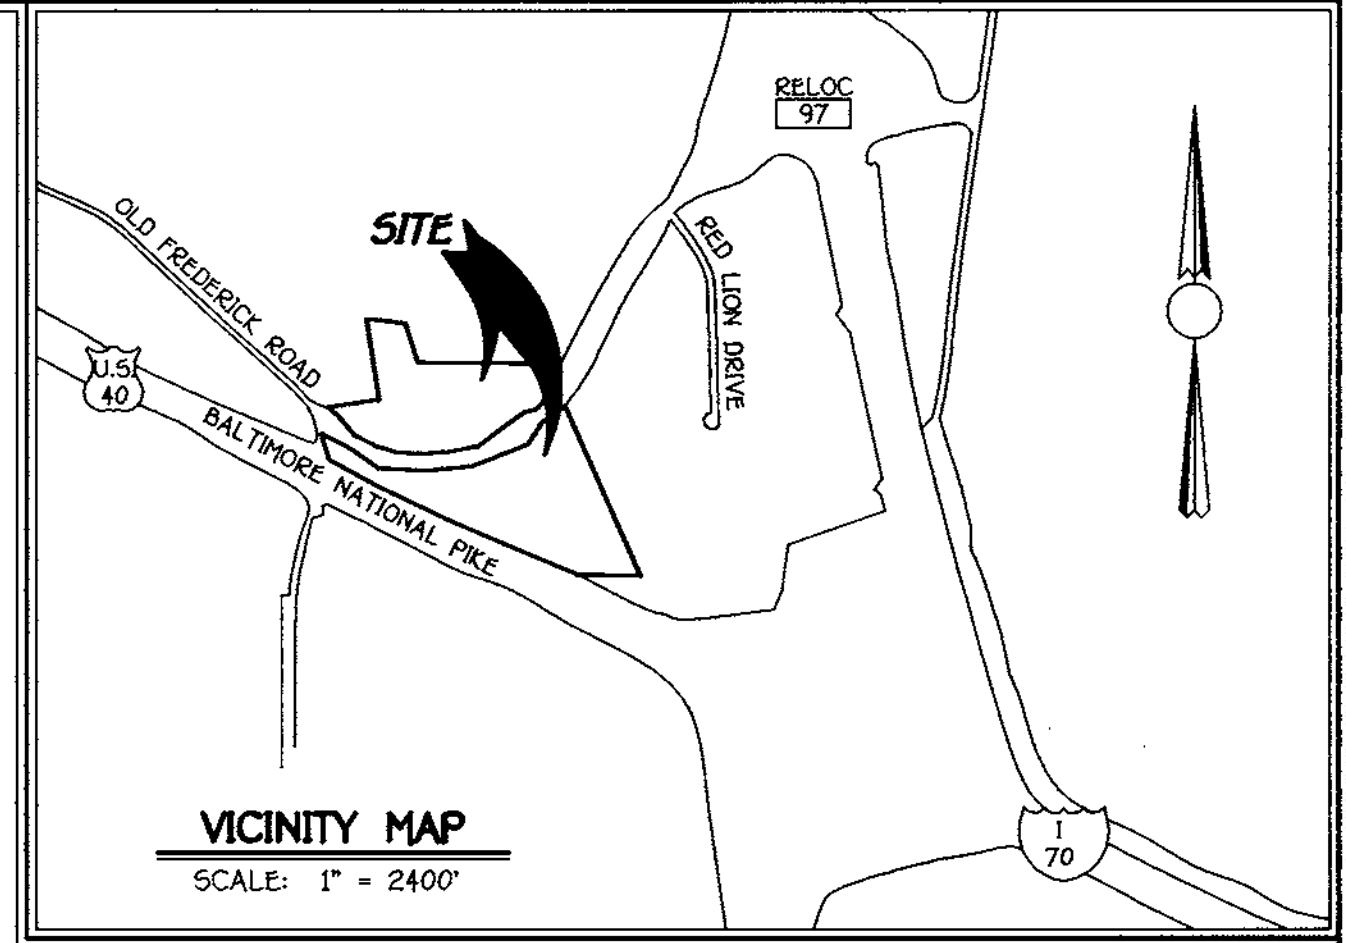 RELOC
97
SITE
OLD FREDERICK ROAD
RED LION DRIVE
U.S.
40
BALTIMORE NATIONAL PIKE
VICINITY MAP
SCALE: 1" = 2400'
I
70